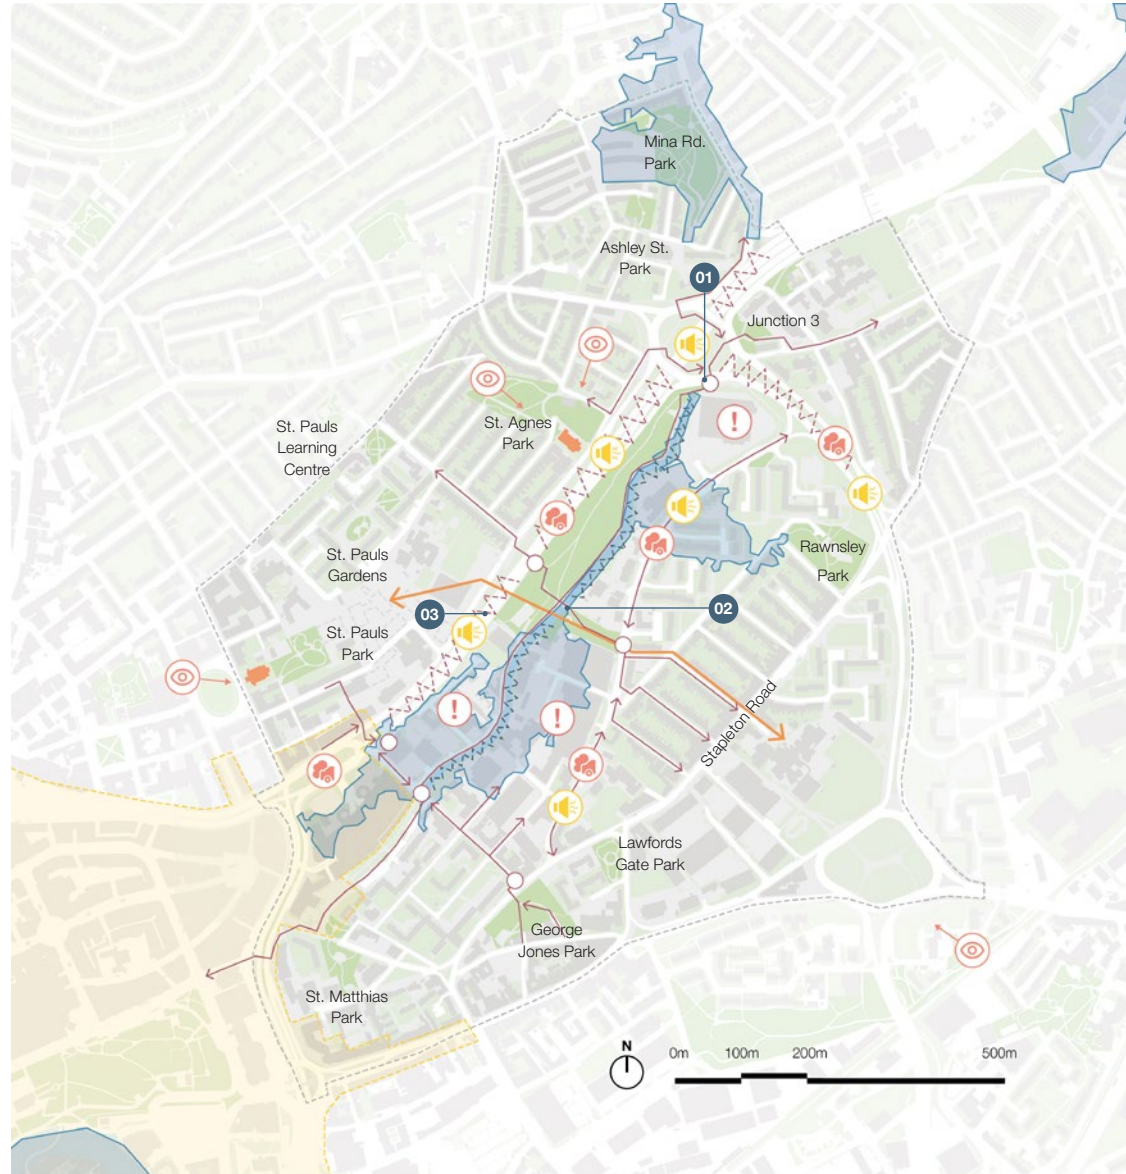 Mina Rd.
Park
Ashley St.
Park
01
Junction 3
St. Agnes
Park
!
St. Pauls
Learning
Centre
Rawnsley
Park
St. Pauls
Gardens
03
02
St. Pauls
Park
!
!
Stapleton Road
Lawfords
Gate Park
George
Jones Park
St. Matthias
Park
N
0m 100m 200m 500m